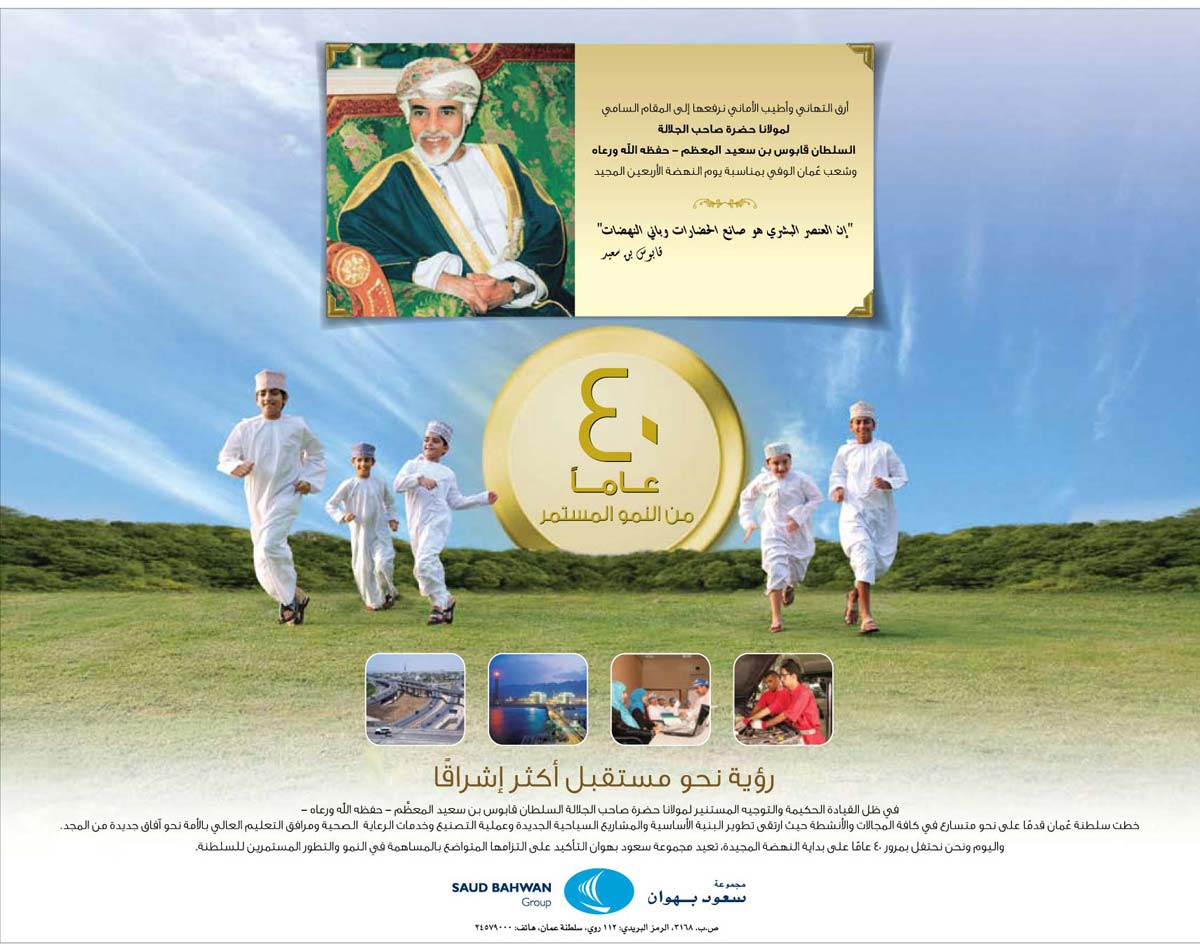 أرق التهاني وأطيب الأماني نرفعها إلى المقام السامي
لمولانا حضرة صاحب الجلالة
السلطان قابوس بن سعيد المعظم – حفظه الله ورعاه
وشعب عُمان الوفي بمناسبة يوم النهضة الأربعين المجيد
"إن العنصر البشري هو صانع الحضارات وباني النهضات"
قابوس بن سعيد
٤٠
عـامـاً
من النمو المستمر
رؤية نحو مستقبل أكثر إشراقًا
في ظل القيادة الحكيمة والتوجيه المستنير لمولانا حضرة صاحب الجلالة السلطان قابوس بن سعيد المعظّم – حفظه الله ورعاه –
خطت سلطنة عُمان قدمًا على نحو متسارع في كافة المجالات والأنشطة حيث ارتقى تطوير البنية الأساسية والمشاريع السياحية الجديدة وعملية التصنيع وخدمات الرعاية الصحية ومرافق التعليم العالي بالأمة نحو آفاق جديدة من المجد.
واليوم ونحن نحتفل بمرور ٤٠ عامًا على بداية النهضة المجيدة، تعيد مجموعة سعود بهوان التأكيد على التزامها المتواضع بالمساهمة في النمو والتطور المستمرين للسلطنة.
مجموعة
سعود بـهـوان
SAUD BAHWAN
Group
ص.ب. ٣١٦٨، الرمز البريدي: ١١٢ روي، سلطنة عمان، هاتف: ٢٤٥٧٩٠٠٠